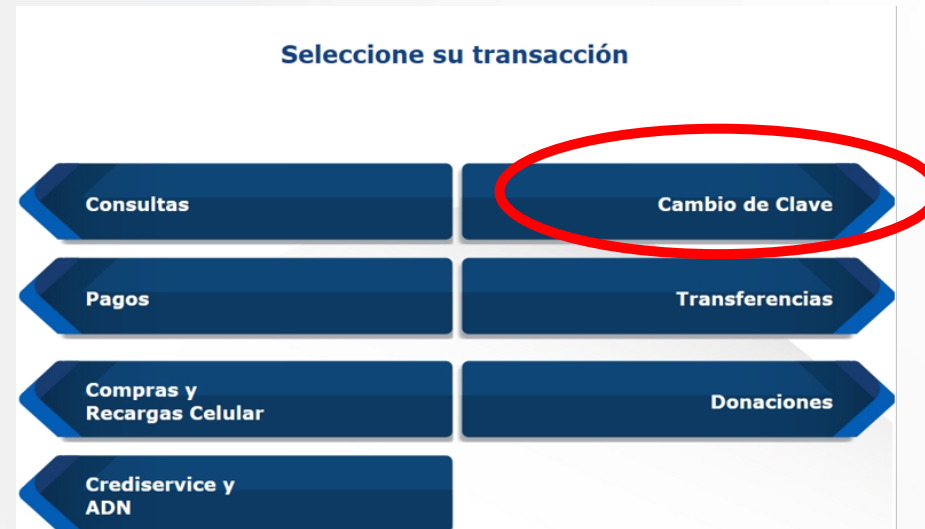 Seleccione su transacción
Consultas
Cambio de Clave
Pagos
Transferencias
Compras y
Recargas Celular
Donaciones
Crediservice y
ADN